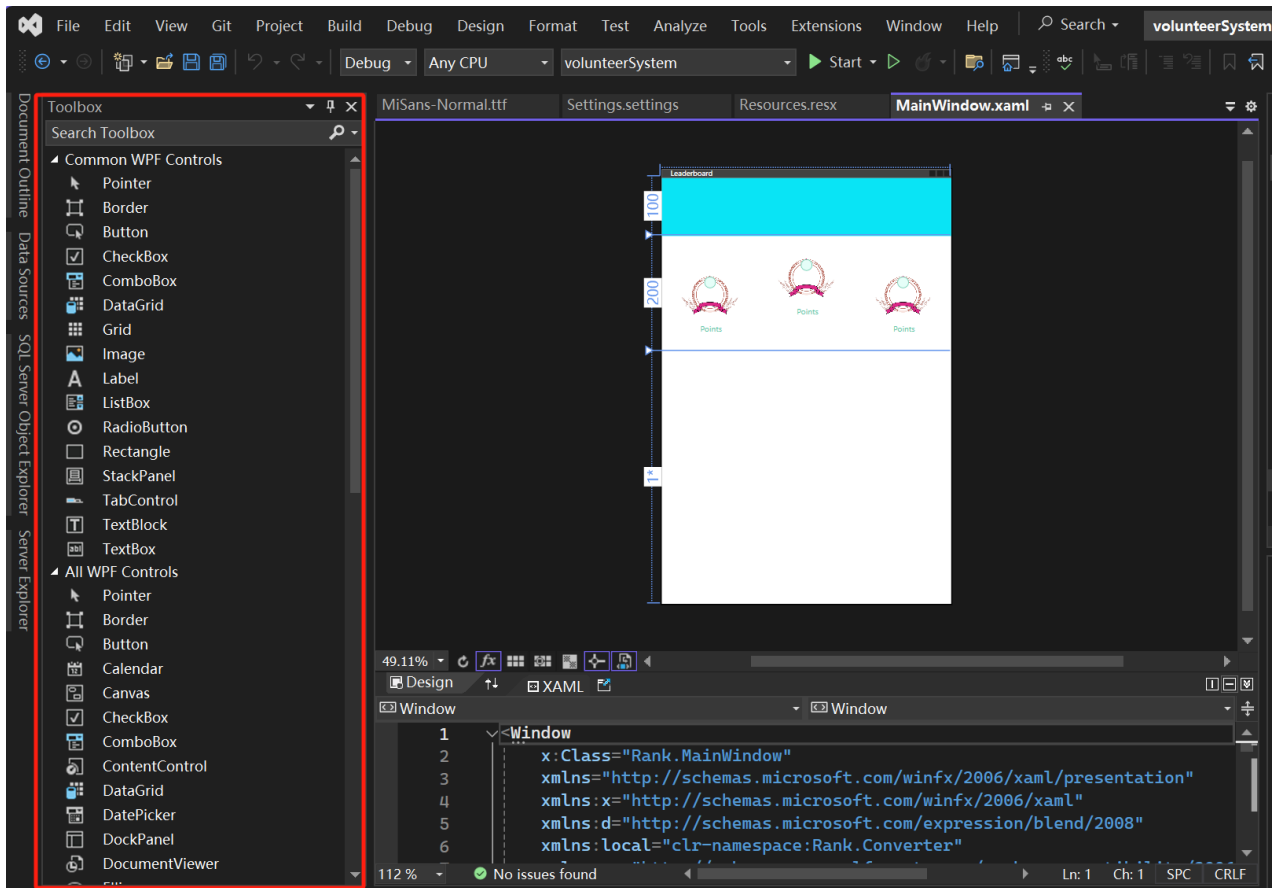 File Edit View Git Project Build Debug Design Format Test Analyze Tools Extensions Window Help Search volunteerSystem
Debug Any CPU volunteerSystem Start
Document Outline
Data Sources
SQL Server Object Explorer
Server Explorer
Toolbox
Search Toolbox
Common WPF Controls
Pointer
Border
Button
CheckBox
ComboBox
DataGrid
Grid
Image
Label
ListBox
RadioButton
Rectangle
StackPanel
TabControl
TextBlock
TextBox
All WPF Controls
Pointer
Border
Button
Calendar
Canvas
CheckBox
ComboBox
ContentControl
DataGrid
DatePicker
DockPanel
DocumentViewer
MiSans-Normal.ttf Settings.settings Resources.resx MainWindow.xaml
Leaderboard
100
200
Points Points Points
1*
49.11%
Design XAML
Window Window
1 <Window
2 x:Class="Rank.MainWindow"
3 xmlns="http://schemas.microsoft.com/winfx/2006/xaml/presentation"
4 xmlns:x="http://schemas.microsoft.com/winfx/2006/xaml"
5 xmlns:d="http://schemas.microsoft.com/expression/blend/2008"
6 xmlns:local="clr-namespace:Rank.Converter"
112 % No issues found Ln: 1 Ch: 1 SPC CRLF